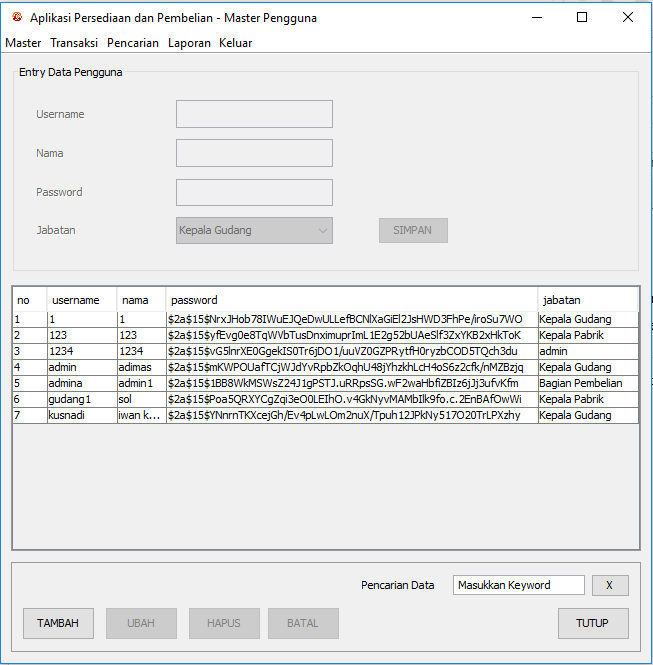 Aplikasi Persediaan dan Pembelian - Master Pengguna
Master Transaksi Pencarian Laporan Keluar
Entry Data Pengguna
Username
Nama
Password
Jabatan Kepala Gudang SIMPAN
no username nama password jabatan
1 1 1 $2a$15$NrxJHob78IWuEJQeDwULLefBCNlXaGiEl2JsHWD3FhPe/iroSu7WO Kepala Gudang
2 123 123 $2a$15$yfEvg0e8TqWVbTusDnximuprImL1E2g52bUAeSlf3ZxYKB2xHkToK Kepala Pabrik
3 1234 1234 $2a$15$vG5lnrXE0GgekIS0Tr6jDO1/uuVZ0GZPRytfH0ryzbCOD5TQch3du admin
4 admin adimas $2a$15$mKWPOUafTCjWJdYvRpbZkOqhU48jYhzkhLcH4oS6z2cfk/nMZBzjq Kepala Gudang
5 admina admin1 $2a$15$1BB8WkMSWsZ24J1gPSTJ.uRRpsSG.wF2waHbfiZBIz6jJj3ufvKfm Bagian Pembelian
6 gudang1 sol $2a$15$Poa5QRXYCgZqi3eO0LEIhO.v4GkNyvMAMbIlk9fo.c.2EnBAfOwWi Kepala Pabrik
7 kusnadi iwan k... $2a$15$YNnrnTKXcejGh/Ev4pLwLOm2nuX/Tpuh12JPkNy517O20TrLPXzhy Kepala Gudang
Pencarian Data Masukkan Keyword X
TAMBAH UBAH HAPUS BATAL TUTUP